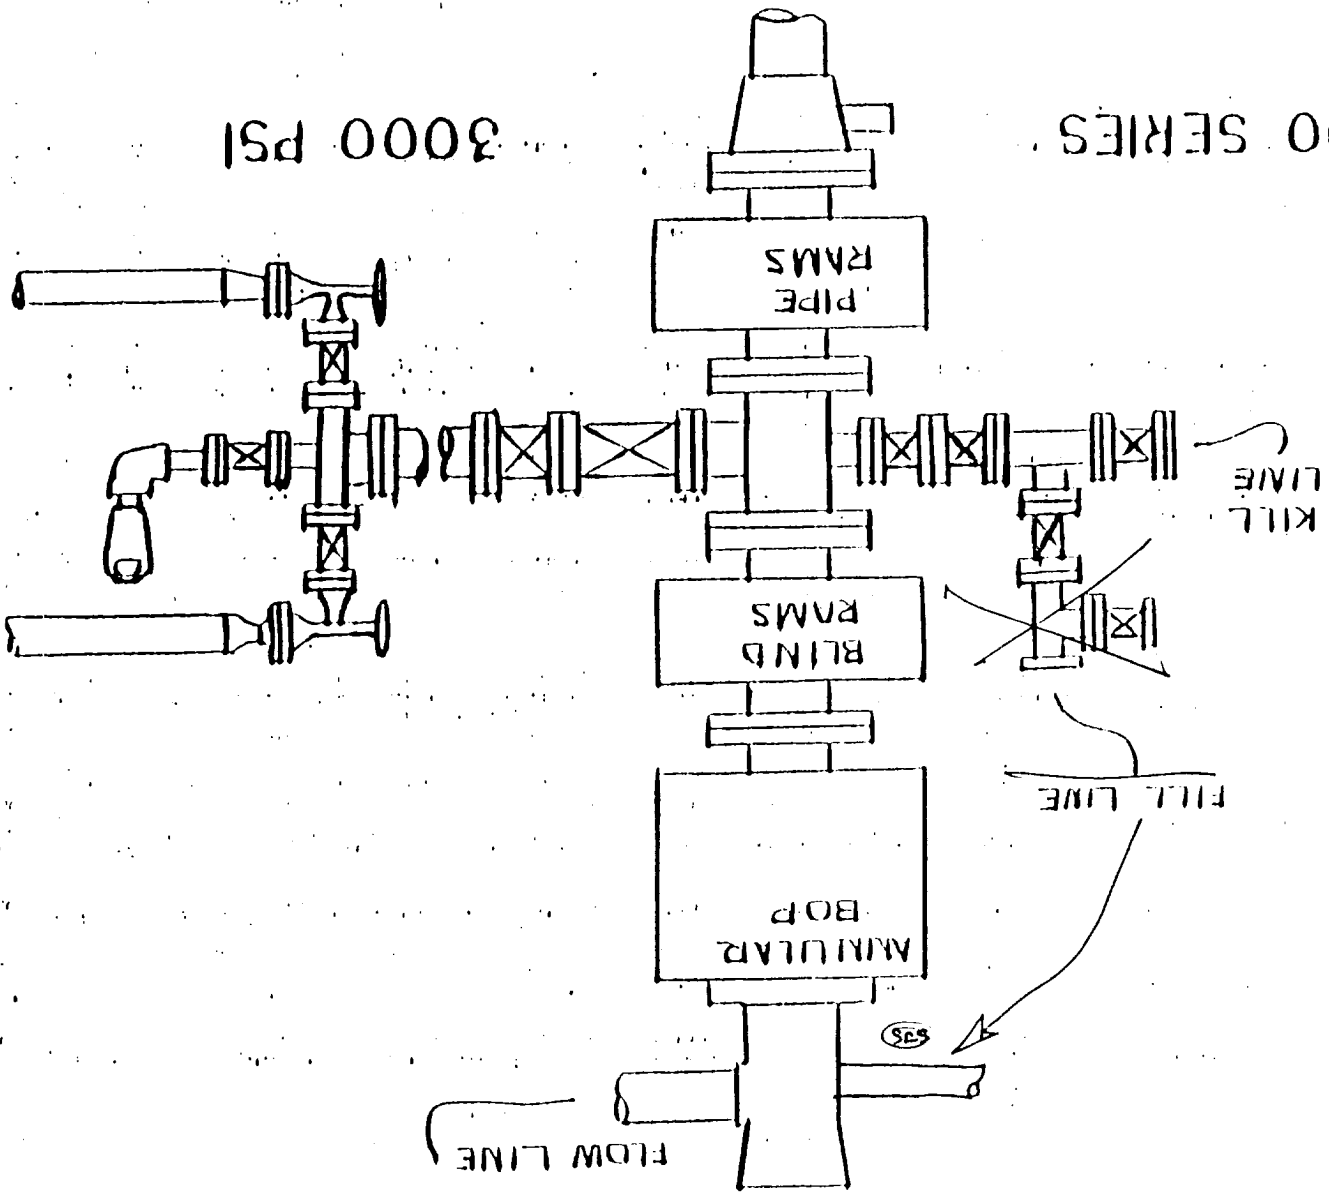 FLOW LINE
ANNULAR
BOP
FILL LINE
BLIND
RAMS
KILL
LINE
PIPE
RAMS
0 SERIES
3000 PSI